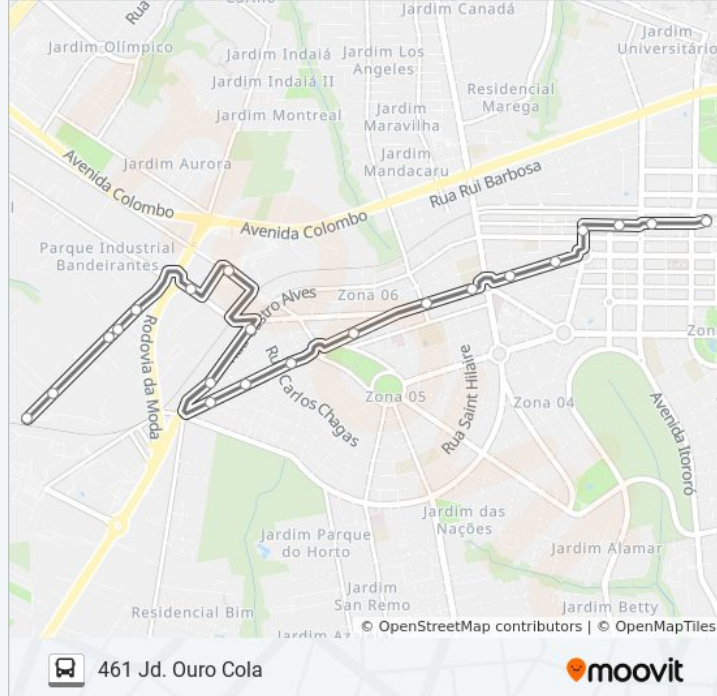 Jardim Canadá
Rua
Jardim Olímpico
Jardim Indaiá
Jardim Los
Angeles
Jardim
Universitário
Jardim Indaiá II
Residencial
Marega
Jardim Montreal
Jardim
Maravilha
Jardim Aurora
Jardim
Mandacaru
Avenida Colombo
Rua Rui Barbosa
Avenida Colombo
Parque Industrial
Bandeirantes
Zona 06
Castro Alves
Rodovia da Moda
Rua Carlos Chagas
Zona 05
Rua Saint Hilaire
Zona 04
Avenida Itororó
Jardim das
Nações
Jardim Parque
do Horto
Jardim Alamar
Jardim
San Remo
Residencial Bim
Jardim Betty
© OpenStreetMap contributors | © OpenMapTiles
461 Jd. Ouro Cola
moovit